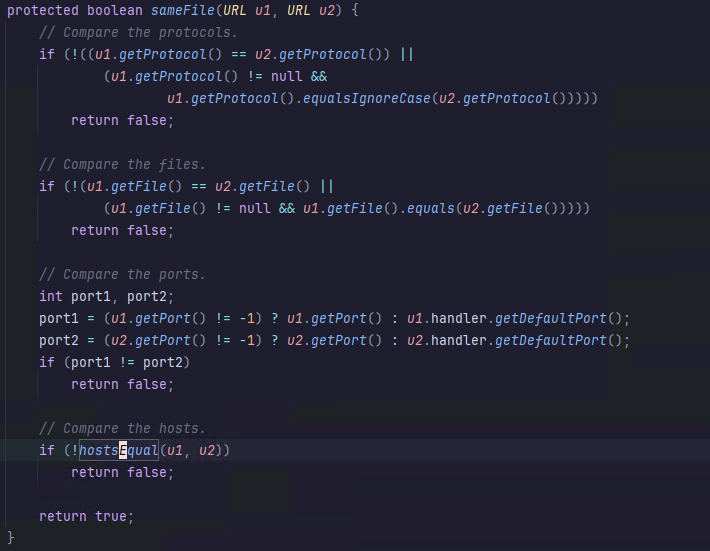 protected boolean sameFile(URL u1, URL u2) {
    // Compare the protocols.
    if (!((u1.getProtocol() == u2.getProtocol()) ||
            (u1.getProtocol() != null &&
                    u1.getProtocol().equalsIgnoreCase(u2.getProtocol()))))
        return false;

    // Compare the files.
    if (!(u1.getFile() == u2.getFile() ||
            (u1.getFile() != null && u1.getFile().equals(u2.getFile()))))
        return false;

    // Compare the ports.
    int port1, port2;
    port1 = (u1.getPort() != -1) ? u1.getPort() : u1.handler.getDefaultPort();
    port2 = (u2.getPort() != -1) ? u2.getPort() : u2.handler.getDefaultPort();
    if (port1 != port2)
        return false;

    // Compare the hosts.
    if (!hostsEqual(u1, u2))
        return false;

    return true;
}